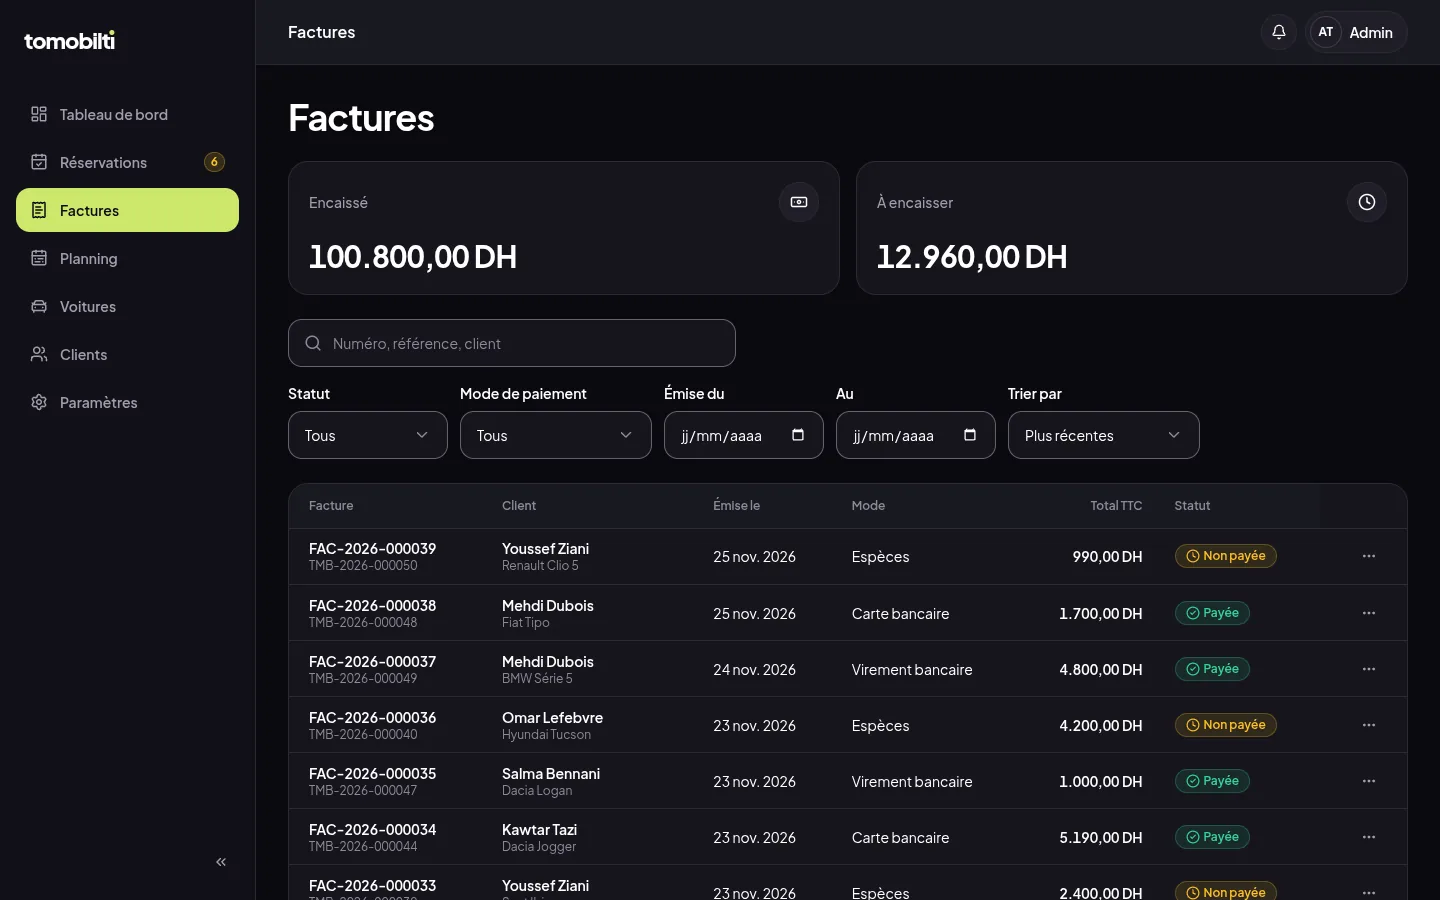 tomobilti
Factures
AT Admin
Tableau de bord
Réservations 6
Factures
Planning
Voitures
Clients
Paramètres
Factures
Encaissé
100.800,00 DH
À encaisser
12.960,00 DH
Numéro, référence, client
Statut Mode de paiement Émise du Au Trier par
Tous Tous jj/mm/aaaa jj/mm/aaaa Plus récentes
Facture Client Émise le Mode Total TTC Statut
FAC-2026-000039 Youssef Ziani 25 nov. 2026 Espèces 990,00 DH Non payée
TMB-2026-000050 Renault Clio 5
FAC-2026-000038 Mehdi Dubois 25 nov. 2026 Carte bancaire 1.700,00 DH Payée
TMB-2026-000048 Fiat Tipo
FAC-2026-000037 Mehdi Dubois 24 nov. 2026 Virement bancaire 4.800,00 DH Payée
TMB-2026-000049 BMW Série 5
FAC-2026-000036 Omar Lefebvre 23 nov. 2026 Espèces 4.200,00 DH Non payée
TMB-2026-000040 Hyundai Tucson
FAC-2026-000035 Salma Bennani 23 nov. 2026 Virement bancaire 1.000,00 DH Payée
TMB-2026-000047 Dacia Logan
FAC-2026-000034 Kawtar Tazi 23 nov. 2026 Carte bancaire 5.190,00 DH Payée
TMB-2026-000044 Dacia Jogger
FAC-2026-000033 Youssef Ziani 23 nov. 2026 Espèces 2.400,00 DH Non payée